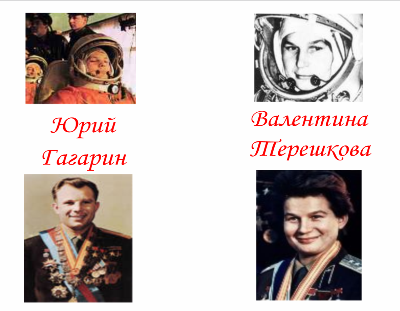 Юрий
Гагарин
Валентина
Терешкова